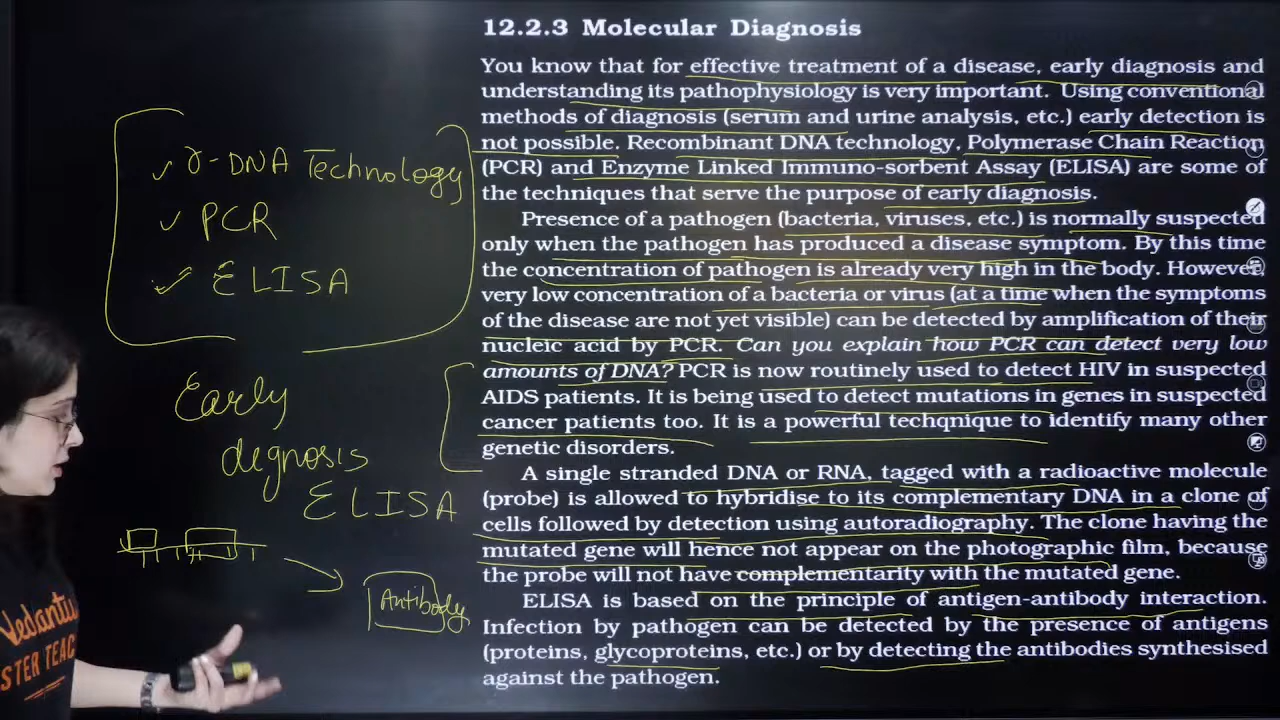 12.2.3 Molecular Diagnosis
You know that for effective treatment of a disease, early diagnosis and
understanding its pathophysiology is very important. Using conventional
methods of diagnosis (serum and urine analysis, etc.) early detection is
not possible. Recombinant DNA technology, Polymerase Chain Reaction
(PCR) and Enzyme Linked Immuno-sorbent Assay (ELISA) are some of
the techniques that serve the purpose of early diagnosis.
Presence of a pathogen (bacteria, viruses, etc.) is normally suspected
only when the pathogen has produced a disease symptom. By this time
the concentration of pathogen is already very high in the body. However,
very low concentration of a bacteria or virus (at a time when the symptoms
of the disease are not yet visible) can be detected by amplification of their
nucleic acid by PCR. Can you explain how PCR can detect very low
amounts of DNA? PCR is now routinely used to detect HIV in suspected
AIDS patients. It is being used to detect mutations in genes in suspected
cancer patients too. It is a powerful techqnique to identify many other
genetic disorders.
A single stranded DNA or RNA, tagged with a radioactive molecule
(probe) is allowed to hybridise to its complementary DNA in a clone of
cells followed by detection using autoradiography. The clone having the
mutated gene will hence not appear on the photographic film, because
the probe will not have complementarity with the mutated gene.
ELISA is based on the principle of antigen-antibody interaction.
Infection by pathogen can be detected by the presence of antigens
(proteins, glycoproteins, etc.) or by detecting the antibodies synthesised
against the pathogen.
r-DNA Technology
PCR
ELISA
Early
degnosis
ELISA
Antibody
Vedantu
STER TEAC